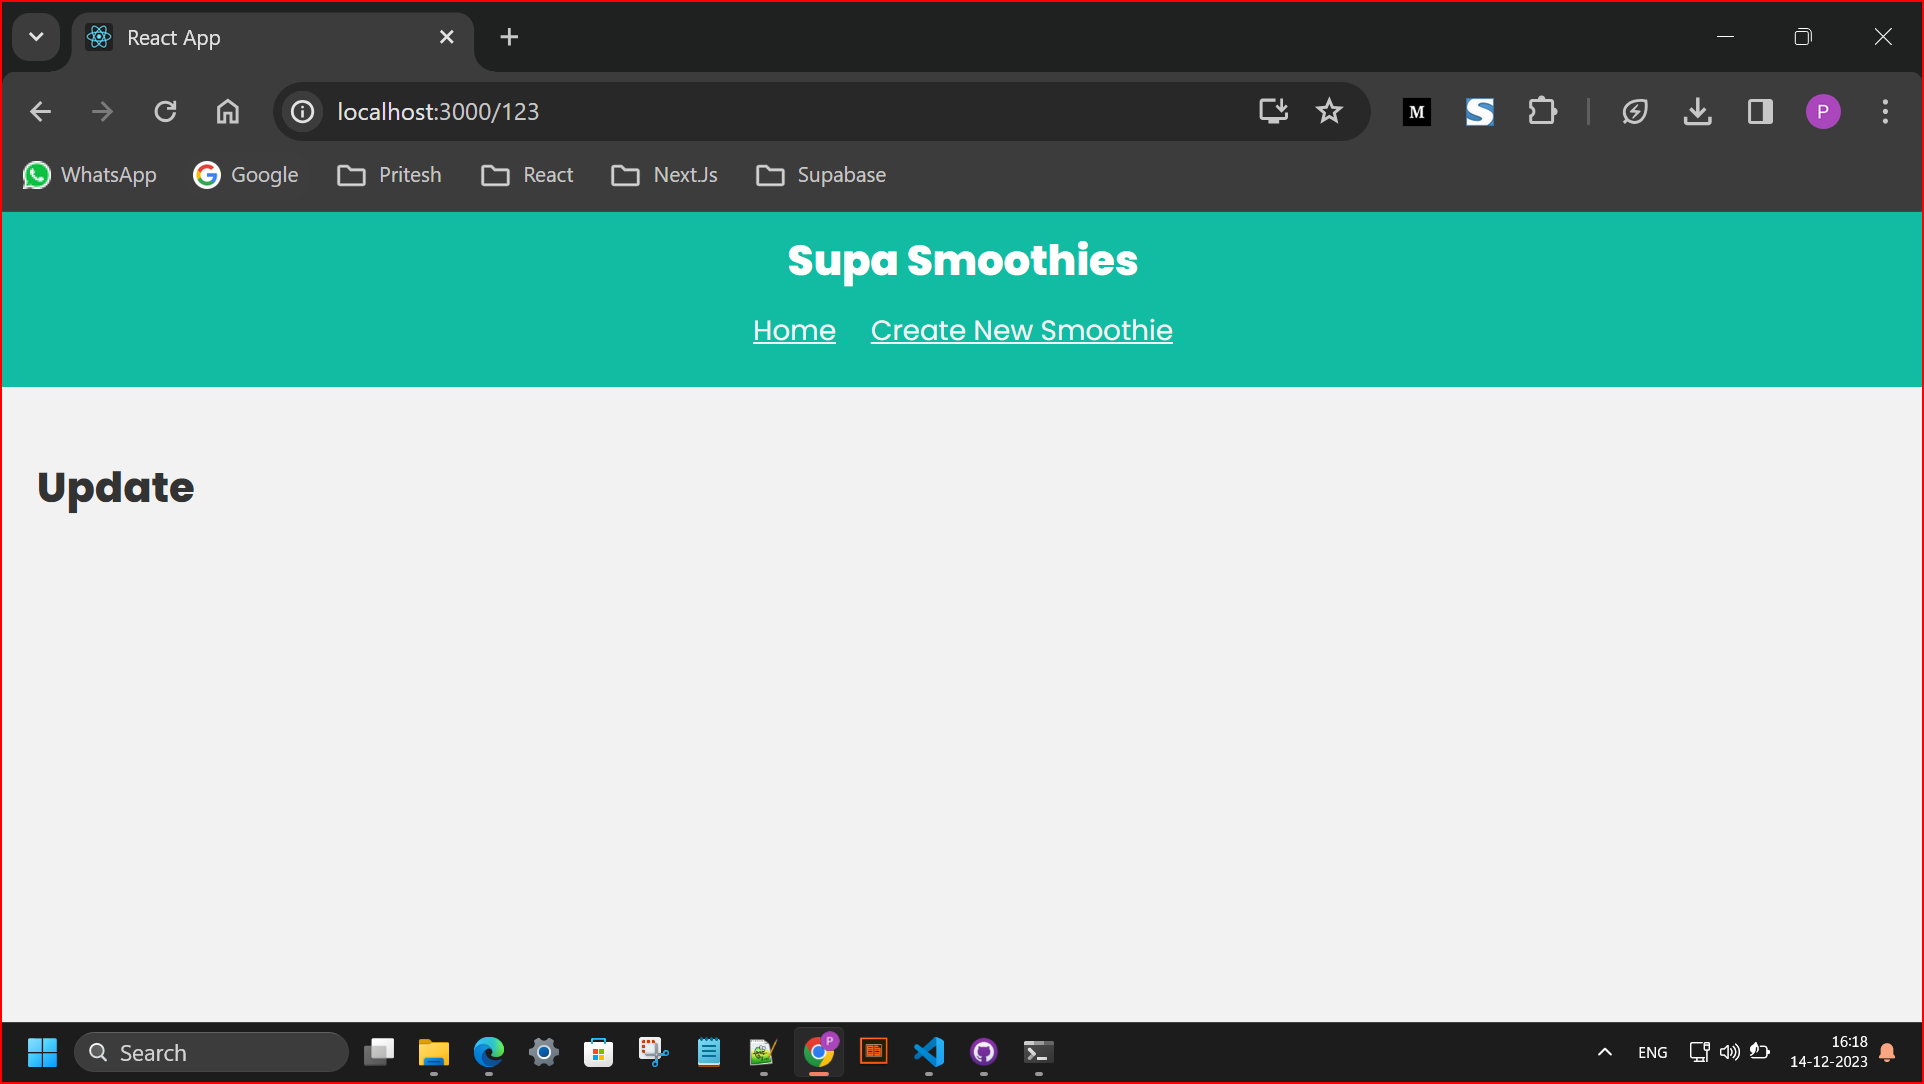 React App
localhost:3000/123
M
S
P
WhatsApp
Google
Pritesh
React
Next.Js
Supabase
Supa Smoothies
Home
Create New Smoothie
Update
Search
P
ENG
16:18
14-12-2023